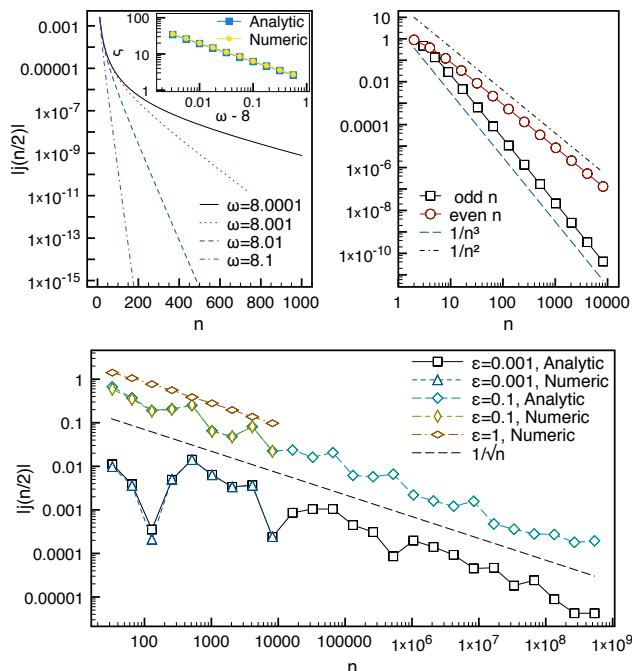 0.001
0.00001
1×10⁻⁷
1×10⁻⁹
1×10⁻¹¹
1×10⁻¹³
1×10⁻¹⁵
|j(n/2)|
0 200 400 600 800 1000
n
ω=8.0001
ω=8.001
ω=8.01
ω=8.1
100
10
1
ς
Analytic
Numeric
0.01 0.1 1
ω - 8
10
1
0.1
0.01
0.0001
1×10⁻⁶
1×10⁻⁸
1×10⁻¹⁰
odd n
even n
1/n³
1/n²
1 10 100 1000 10000
n
1
0.1
0.01
0.001
0.0001
0.00001
|j(n/2)|
ε=0.001, Analytic
ε=0.001, Numeric
ε=0.1, Analytic
ε=0.1, Numeric
ε=1, Numeric
1/√n
100 1000 10000 100000 1×10⁶ 1×10⁷ 1×10⁸ 1×10⁹
n